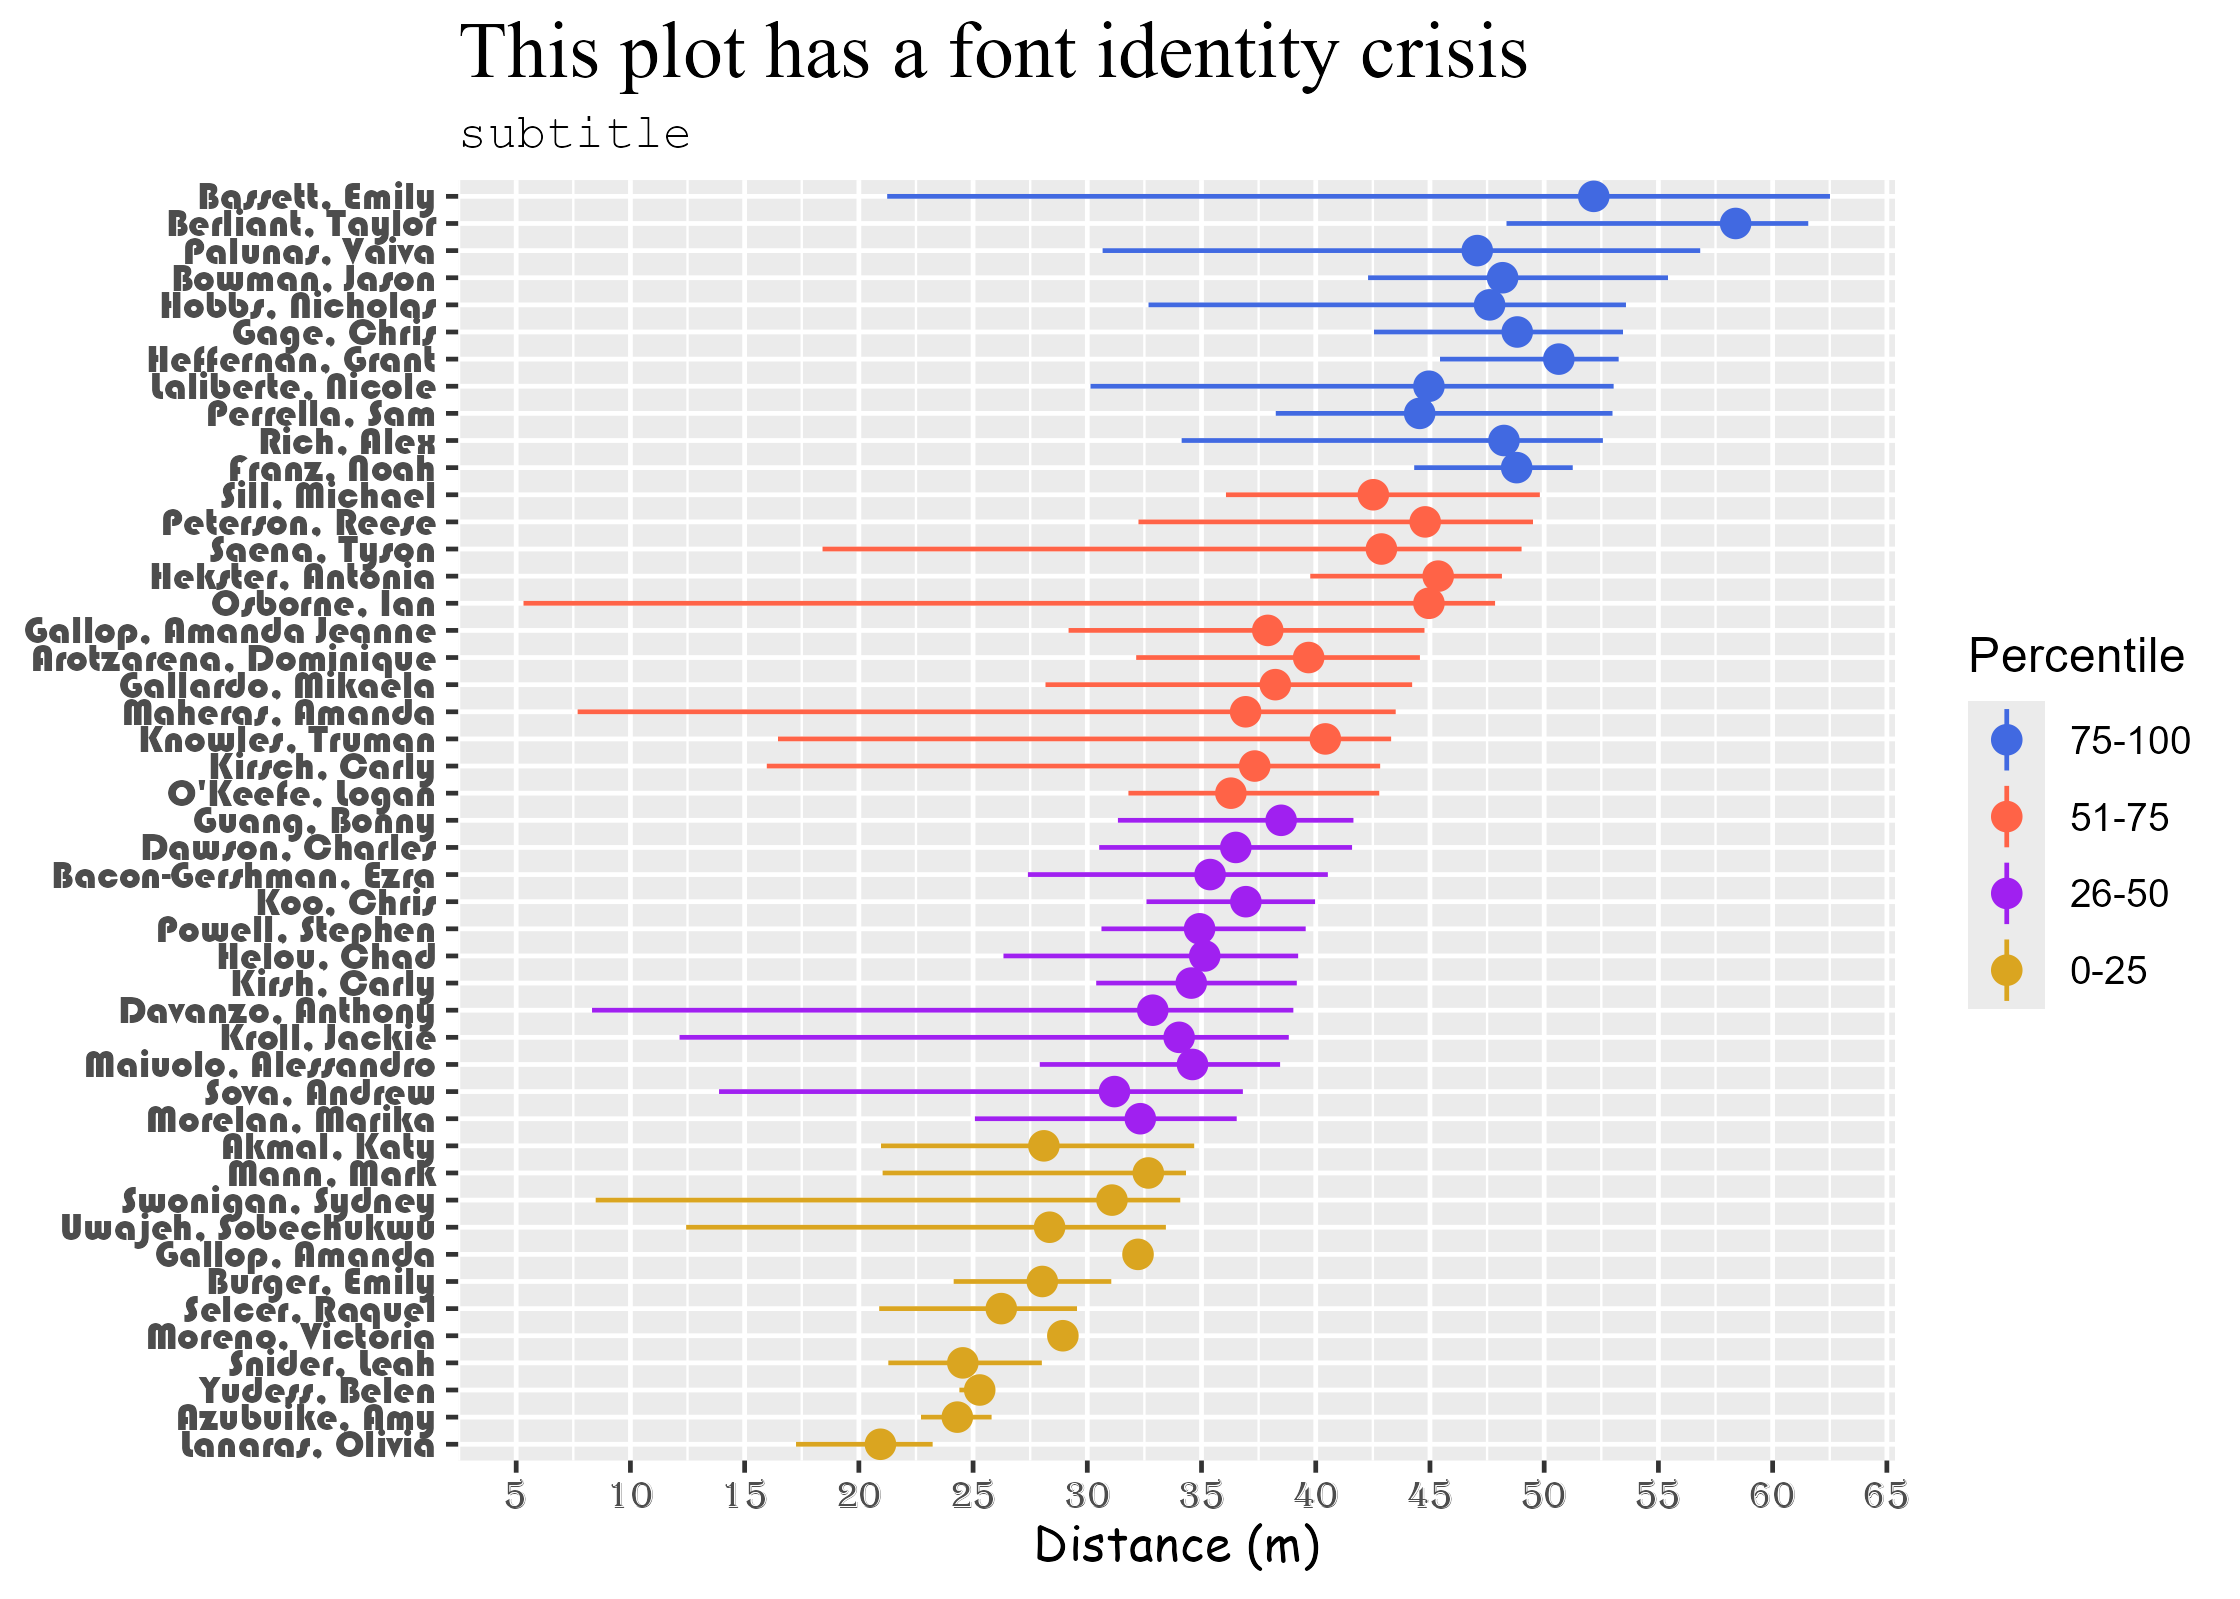 This plot has a font identity crisis
subtitle
Bassett, Emily
Berliant, Taylor
Palunas, Vaiva
Bowman, Jason
Hobbs, Nicholas
Gage, Chris
Heffernan, Grant
Laliberte, Nicole
Perrella, Sam
Rich, Alex
Franz, Noah
Sill, Michael
Peterson, Reese
Saena, Tyson
Hekster, Antonia
Osborne, Ian
Gallop, Amanda Jeanne
Arotzarena, Dominique
Gallardo, Mikaela
Maheras, Amanda
Knowles, Truman
Kirsch, Carly
O'Keefe, Logan
Guang, Bonny
Dawson, Charles
Bacon-Gershman, Ezra
Koo, Chris
Powell, Stephen
Helou, Chad
Kirsh, Carly
Davanzo, Anthony
Kroll, Jackie
Maiuolo, Alessandro
Sova, Andrew
Morelan, Marika
Akmal, Katy
Mann, Mark
Swonigan, Sydney
Uwajeh, Sobechukwu
Gallop, Amanda
Burger, Emily
Selcer, Raquel
Moreno, Victoria
Snider, Leah
Yudess, Belen
Azubuike, Amy
Lanaras, Olivia
5 10 15 20 25 30 35 40 45 50 55 60 65
Distance (m)
Percentile
75-100
51-75
26-50
0-25